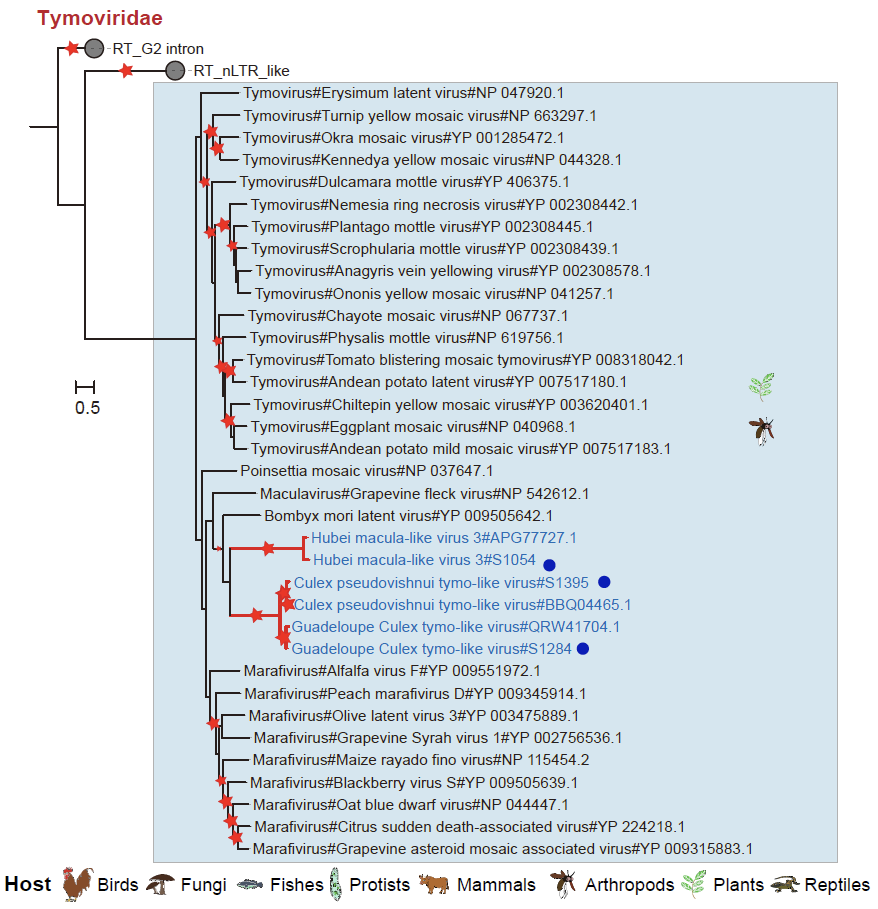 Tymoviridae
RT_G2 intron
RT_nLTR_like
Tymovirus#Erysimum latent virus#NP 047920.1
Tymovirus#Turnip yellow mosaic virus#NP 663297.1
Tymovirus#Okra mosaic virus#YP 001285472.1
Tymovirus#Kennedya yellow mosaic virus#NP 044328.1
Tymovirus#Dulcamara mottle virus#YP 406375.1
Tymovirus#Nemesia ring necrosis virus#YP 002308442.1
Tymovirus#Plantago mottle virus#YP 002308445.1
Tymovirus#Scrophularia mottle virus#YP 002308439.1
Tymovirus#Anagyris vein yellowing virus#YP 002308578.1
Tymovirus#Ononis yellow mosaic virus#NP 041257.1
Tymovirus#Chayote mosaic virus#NP 067737.1
Tymovirus#Physalis mottle virus#NP 619756.1
Tymovirus#Tomato blistering mosaic tymovirus#YP 008318042.1
Tymovirus#Andean potato latent virus#YP 007517180.1
0.5
Tymovirus#Chiltepin yellow mosaic virus#YP 003620401.1
Tymovirus#Eggplant mosaic virus#NP 040968.1
Tymovirus#Andean potato mild mosaic virus#YP 007517183.1
Poinsettia mosaic virus#NP 037647.1
Maculavirus#Grapevine fleck virus#NP 542612.1
Bombyx mori latent virus#YP 009505642.1
Hubei macula-like virus 3#APG77727.1
Hubei macula-like virus 3#S1054
Culex pseudovishnui tymo-like virus#S1395
Culex pseudovishnui tymo-like virus#BBQ04465.1
Guadeloupe Culex tymo-like virus#QRW41704.1
Guadeloupe Culex tymo-like virus#S1284
Marafivirus#Alfalfa virus F#YP 009551972.1
Marafivirus#Peach marafivirus D#YP 009345914.1
Marafivirus#Olive latent virus 3#YP 003475889.1
Marafivirus#Grapevine Syrah virus 1#YP 002756536.1
Marafivirus#Maize rayado fino virus#NP 115454.2
Marafivirus#Blackberry virus S#YP 009505639.1
Marafivirus#Oat blue dwarf virus#NP 044447.1
Marafivirus#Citrus sudden death-associated virus#YP 224218.1
Marafivirus#Grapevine asteroid mosaic associated virus#YP 009315883.1
Host Birds Fungi Fishes Protists Mammals Arthropods Plants Reptiles